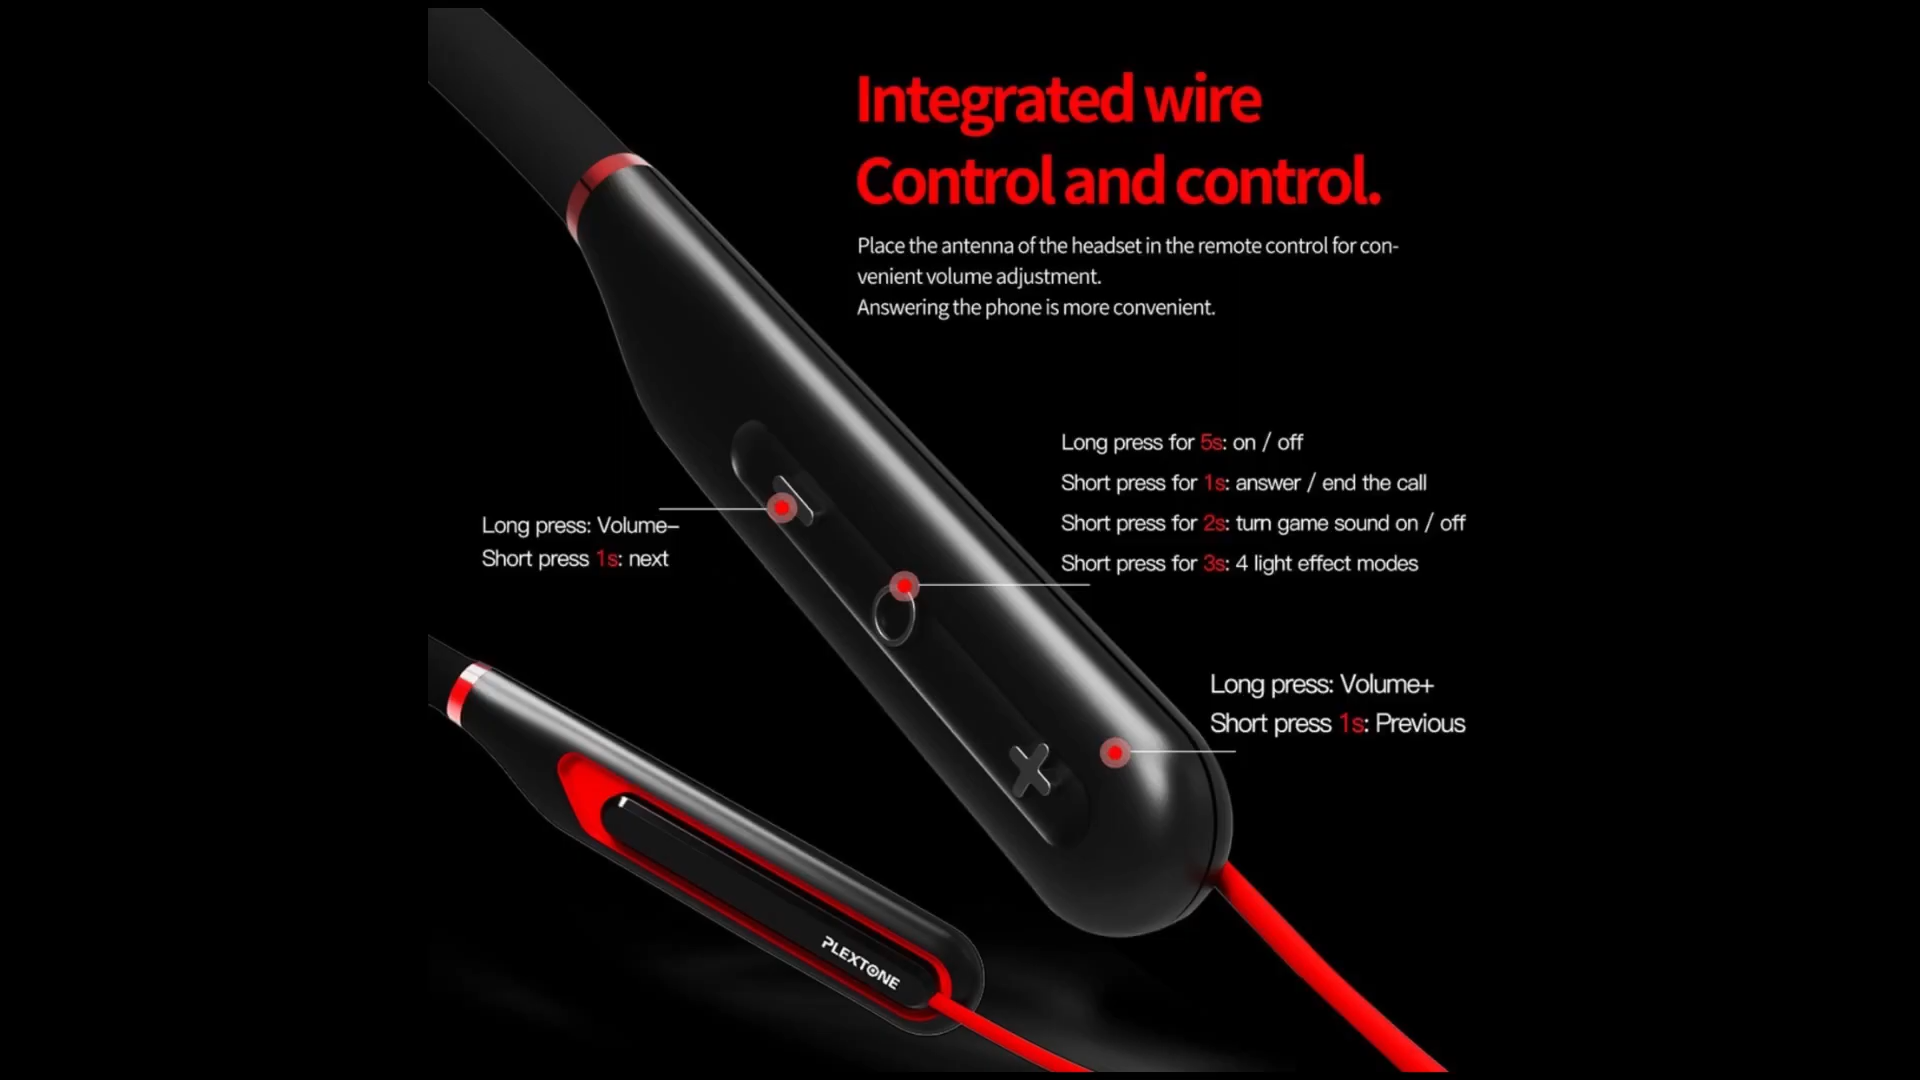 Integrated wire
Control and control.
Place the antenna of the headset in the remote control for con-
venient volume adjustment.
Answering the phone is more convenient.
Long press for 5s: on / off
Short press for 1s: answer / end the call
Short press for 2s: turn game sound on / off
Short press for 3s: 4 light effect modes
Long press: Volume–
Short press 1s: next
Long press: Volume+
Short press 1s: Previous
PLEXTONE